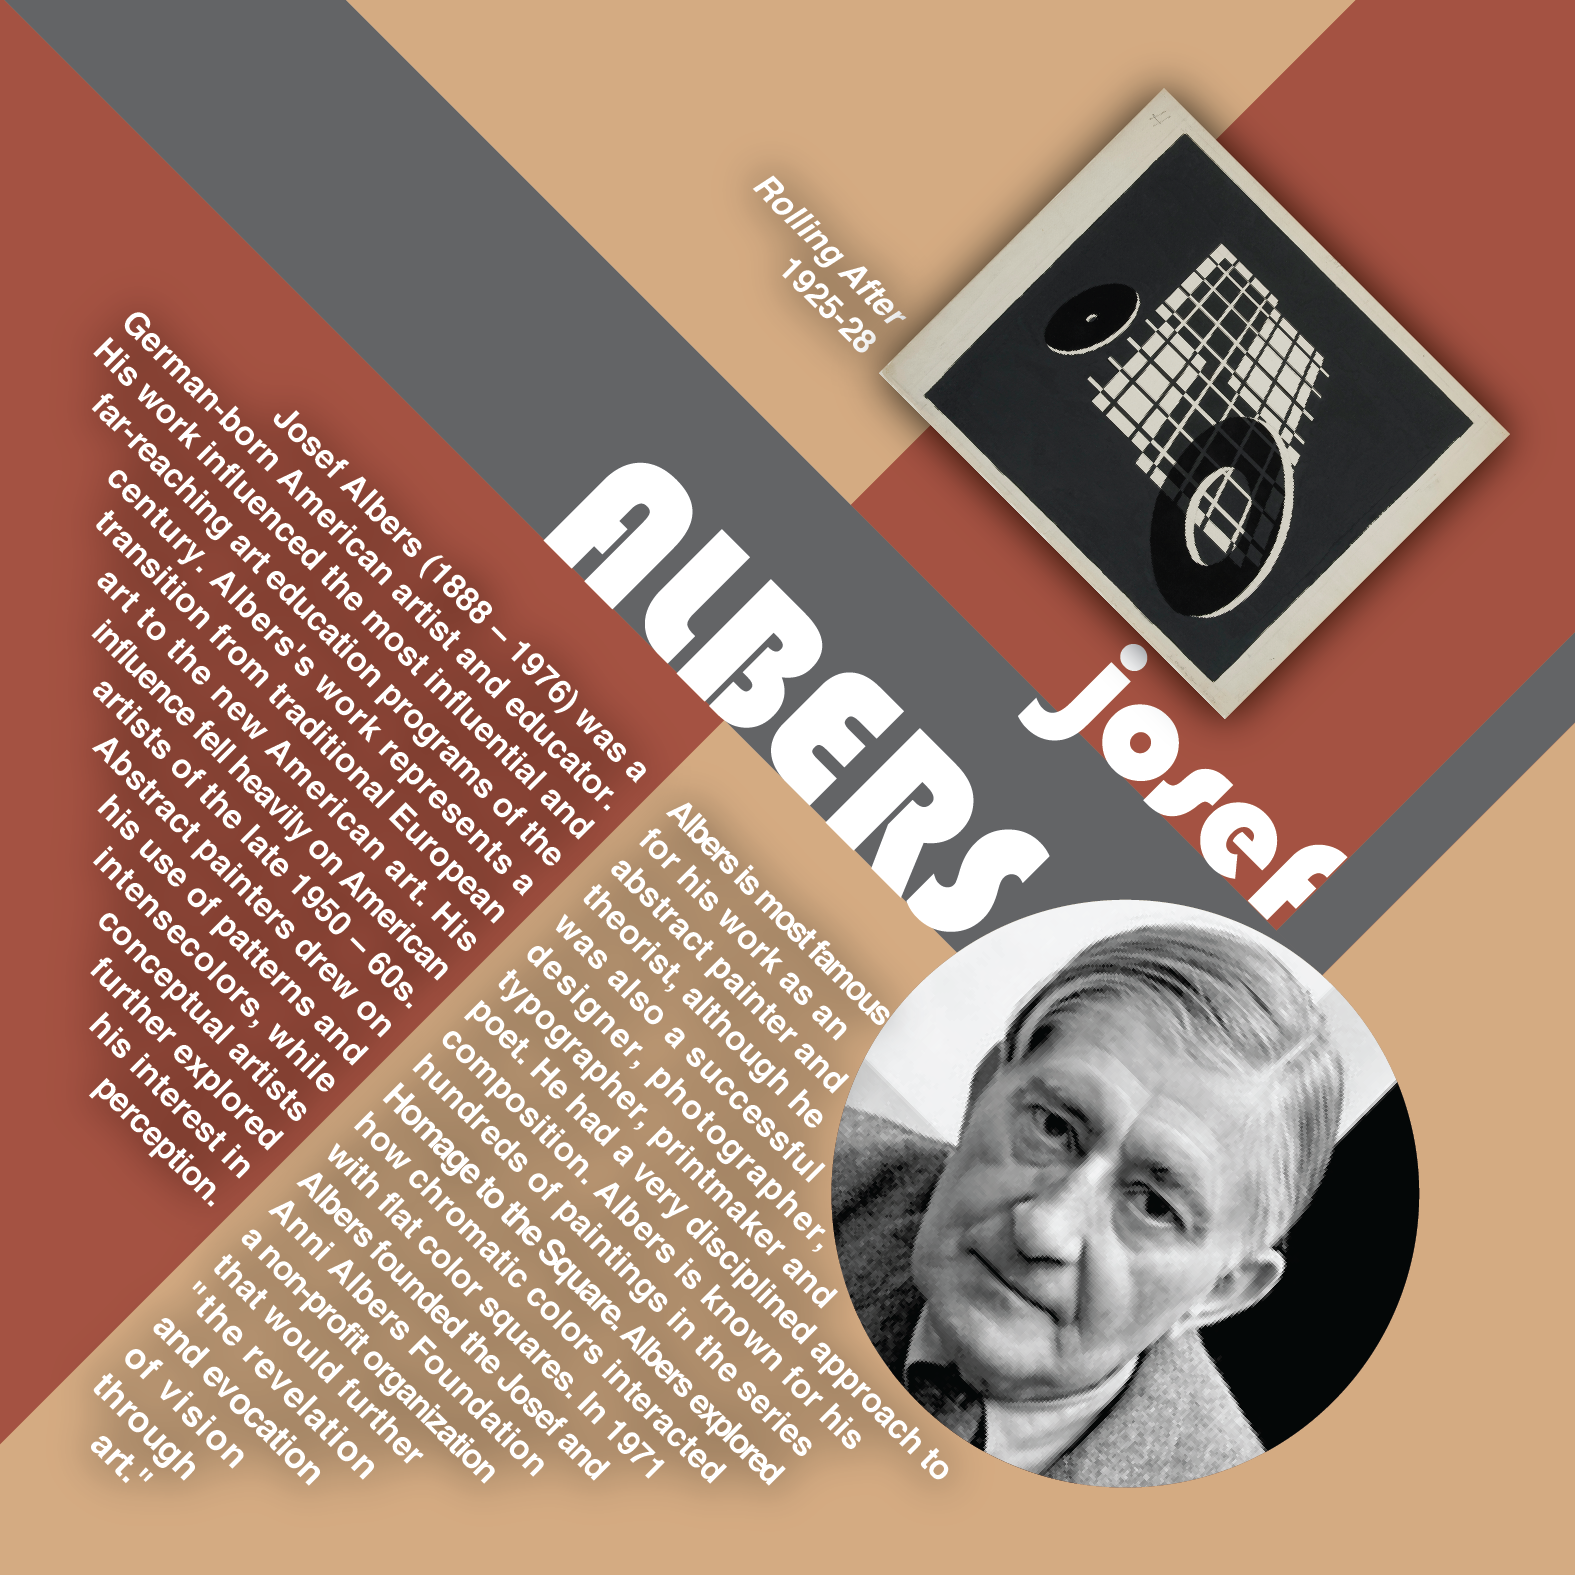 Rolling After
1925-28
josef
ALBERS
Josef Albers (1888 – 1976) was a
German-born American artist and educator.
His work influenced the most influential and
far-reaching art education programs of the
century. Albers's work represents a
transition from traditional European
art to the new American art. His
influence fell heavily on American
artists of the late 1950 – 60s.
Abstract painters drew on
his use of patterns and
intensecolors, while
conceptual artists
further explored
his interest in
perception.
Albers is most famous
for his work as an
abstract painter and
theorist, although he
was also a successful
designer, photographer,
typographer, printmaker and
poet. He had a very disciplined approach to
composition. Albers is known for his
hundreds of paintings in the series
Homage to the Square. Albers explored
how chromatic colors interacted
with flat color squares. In 1971
Albers founded the Josef and
Anni Albers Foundation
a non-profit organization
that would further
"the revelation
and evocation
of vision
through
art."